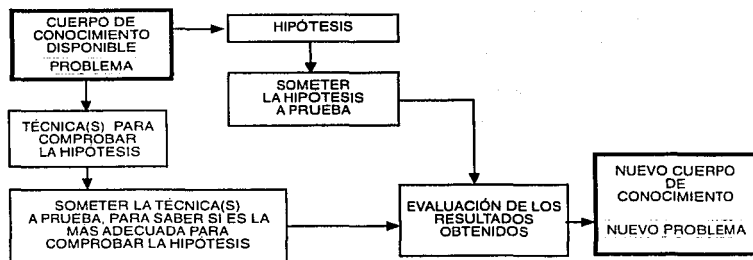 CUERPO DE
CONOCIMIENTO
DISPONIBLE
PROBLEMA
HIPÓTESIS
SOMETER
LA HIPÓTESIS
A PRUEBA
TÉCNICA(S) PARA
COMPROBAR
LA HIPÓTESIS
SOMETER LA TÉCNICA(S)
A PRUEBA, PARA SABER SI ES LA
MÁS ADECUADA PARA
COMPROBAR LA HIPÓTESIS
EVALUACIÓN DE LOS
RESULTADOS
OBTENIDOS
NUEVO CUERPO
DE
CONOCIMIENTO
NUEVO PROBLEMA